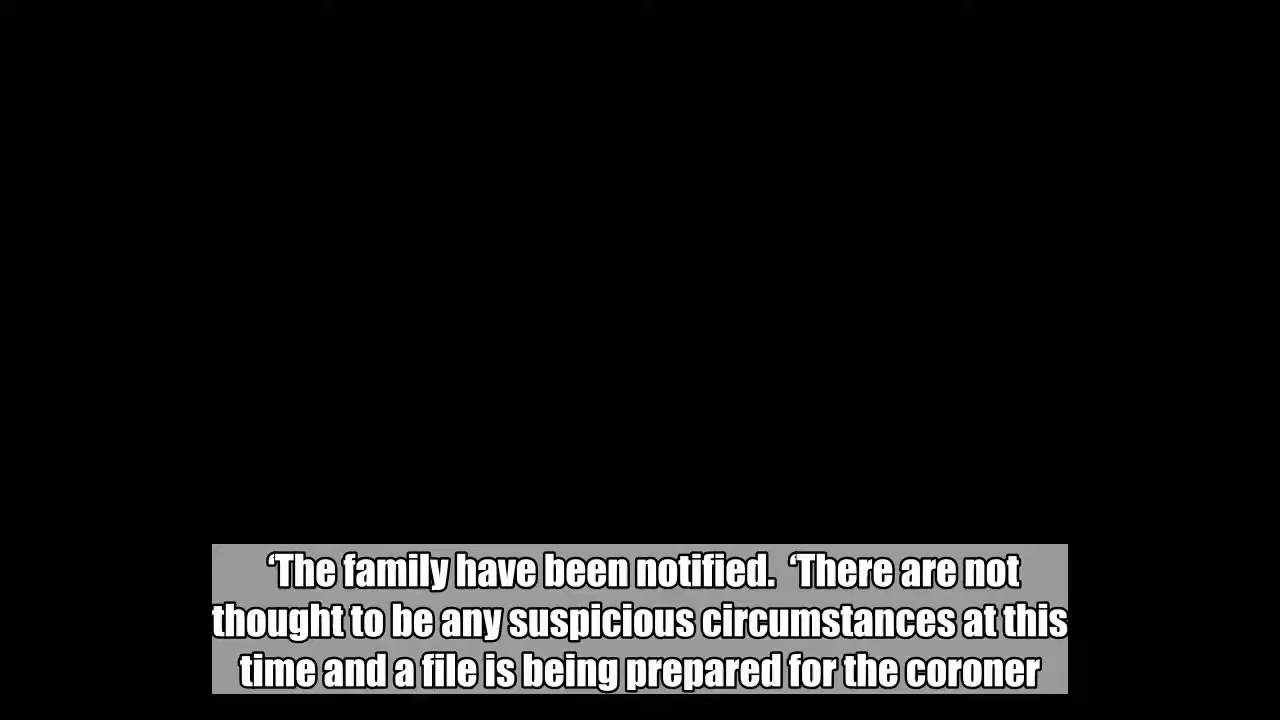 ‘The family have been notified.  ‘There are not
thought to be any suspicious circumstances at this
time and a file is being prepared for the coroner